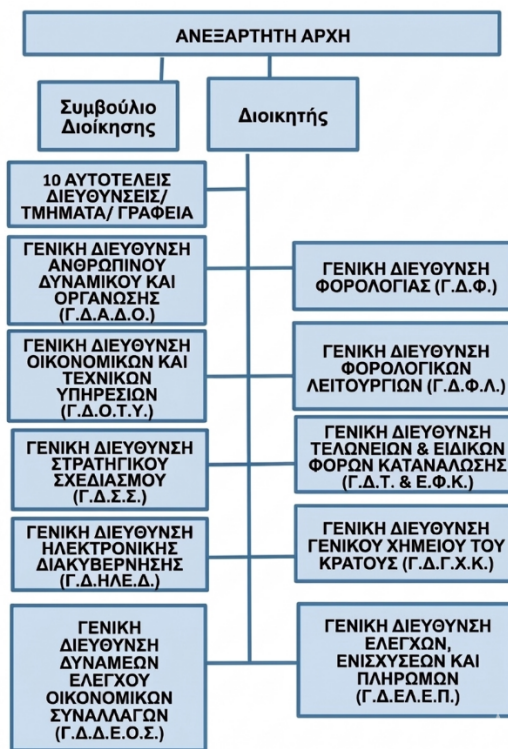 ΑΝΕΞΑΡΤΗΤΗ ΑΡΧΗ
Συμβούλιο
Διοίκησης
Διοικητής
10 ΑΥΤΟΤΕΛΕΙΣ
ΔΙΕΥΘΥΝΣΕΙΣ/
ΤΜΗΜΑΤΑ/ ΓΡΑΦΕΙΑ
ΓΕΝΙΚΗ ΔΙΕΥΘΥΝΣΗ
ΑΝΘΡΩΠΙΝΟΥ
ΔΥΝΑΜΙΚΟΥ ΚΑΙ
ΟΡΓΑΝΩΣΗΣ
(Γ.Δ.Α.Δ.Ο.)
ΓΕΝΙΚΗ ΔΙΕΥΘΥΝΣΗ
ΦΟΡΟΛΟΓΙΑΣ (Γ.Δ.Φ.)
ΓΕΝΙΚΗ ΔΙΕΥΘΥΝΣΗ
ΟΙΚΟΝΟΜΙΚΩΝ ΚΑΙ
ΤΕΧΝΙΚΩΝ
ΥΠΗΡΕΣΙΩΝ
(Γ.Δ.Ο.Τ.Υ.)
ΓΕΝΙΚΗ ΔΙΕΥΘΥΝΣΗ
ΦΟΡΟΛΟΓΙΚΩΝ
ΛΕΙΤΟΥΡΓΙΩΝ (Γ.Δ.Φ.Λ.)
ΓΕΝΙΚΗ ΔΙΕΥΘΥΝΣΗ
ΣΤΡΑΤΗΓΙΚΟΥ
ΣΧΕΔΙΑΣΜΟΥ
(Γ.Δ.Σ.Σ.)
ΓΕΝΙΚΗ ΔΙΕΥΘΥΝΣΗ
ΤΕΛΩΝΕΙΩΝ & ΕΙΔΙΚΩΝ
ΦΟΡΩΝ ΚΑΤΑΝΑΛΩΣΗΣ
(Γ.Δ.Τ. & Ε.Φ.Κ.)
ΓΕΝΙΚΗ ΔΙΕΥΘΥΝΣΗ
ΗΛΕΚΤΡΟΝΙΚΗΣ
ΔΙΑΚΥΒΕΡΝΗΣΗΣ
(Γ.Δ.ΗΛΕ.Δ.)
ΓΕΝΙΚΗ ΔΙΕΥΘΥΝΣΗ
ΓΕΝΙΚΟΥ ΧΗΜΕΙΟΥ ΤΟΥ
ΚΡΑΤΟΥΣ (Γ.Δ.Γ.Χ.Κ.)
ΓΕΝΙΚΗ
ΔΙΕΥΘΥΝΣΗ
ΔΥΝΑΜΕΩΝ
ΕΛΕΓΧΟΥ
ΟΙΚΟΝΟΜΙΚΩΝ
ΣΥΝΑΛΛΑΓΩΝ
(Γ.Δ.Δ.Ε.Ο.Σ.)
ΓΕΝΙΚΗ
ΔΙΕΥΘΥΝΣΗ
ΕΛΕΓΧΩΝ,
ΕΝΙΣΧΥΣΕΩΝ ΚΑΙ
ΠΛΗΡΩΜΩΝ
(Γ.Δ.ΕΛ.Ε.Π.)